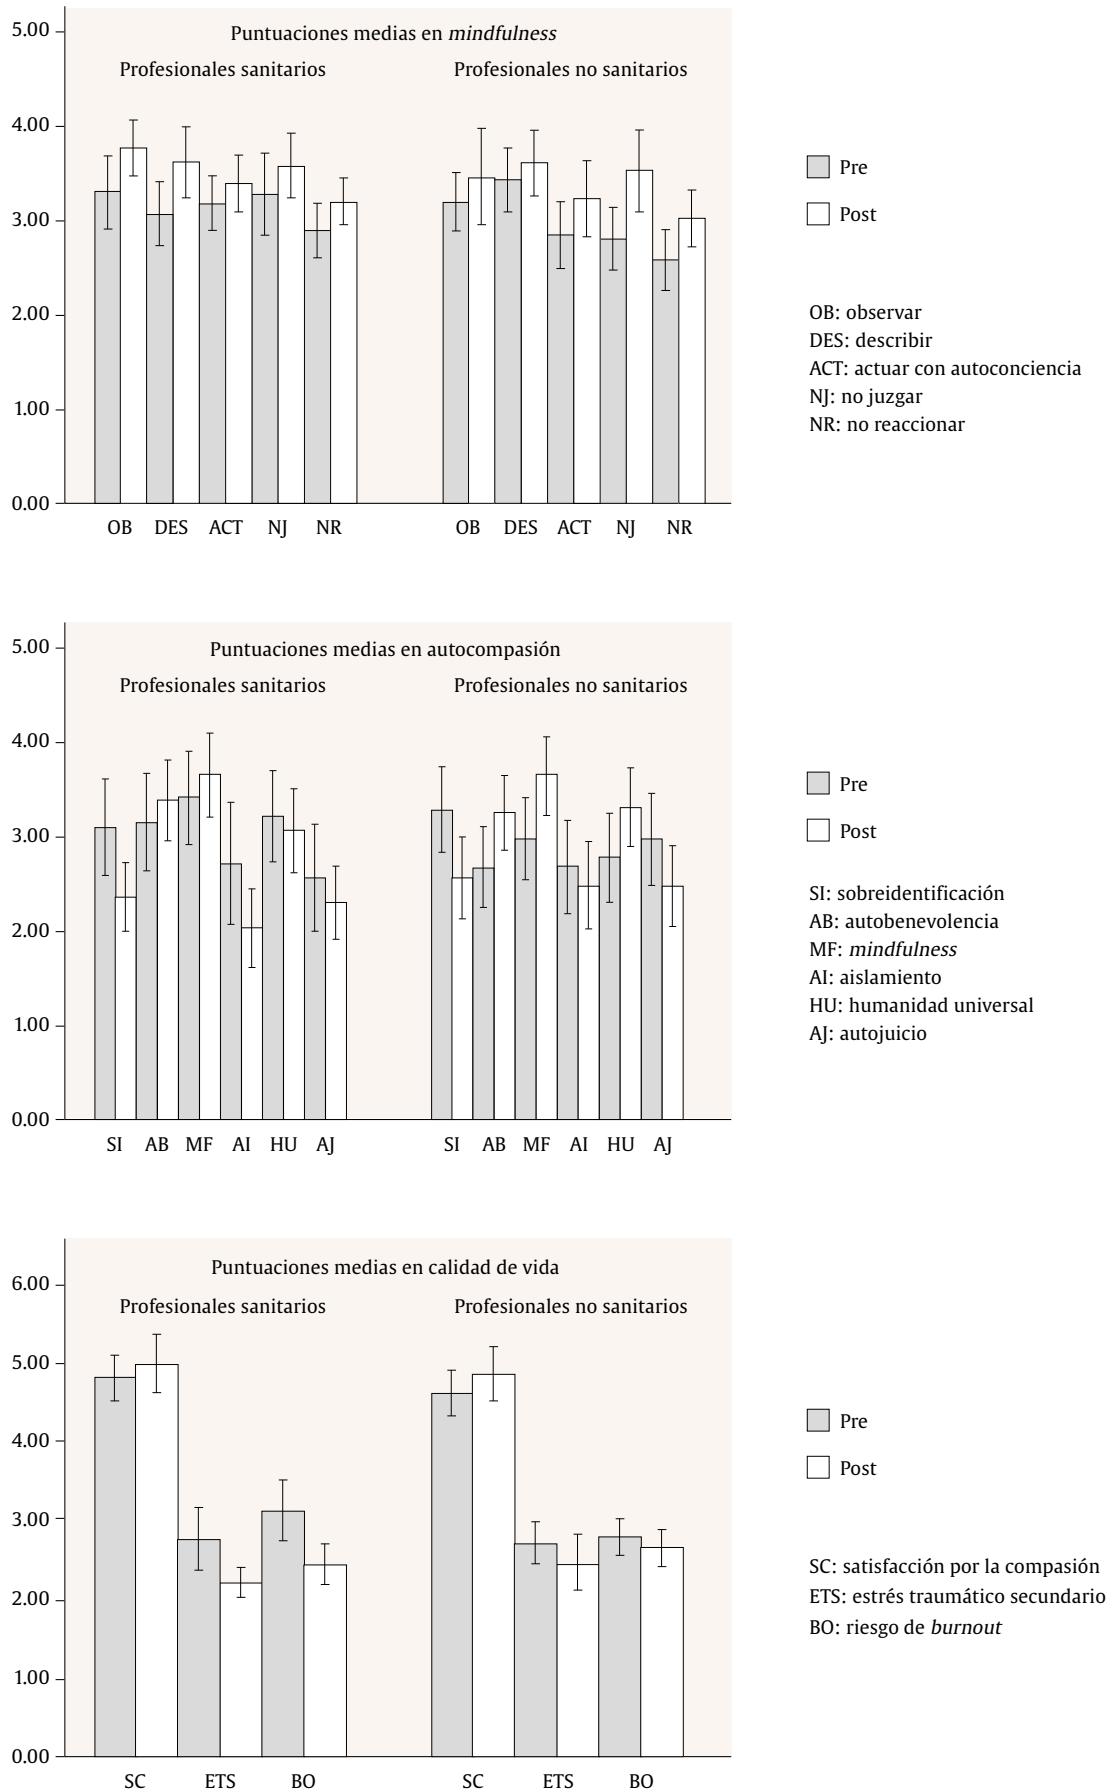 Puntuaciones medias en mindfulness
Profesionales sanitarios Profesionales no sanitarios
5.00
4.00
3.00
2.00
1.00
0.00
OB DES ACT NJ NR OB DES ACT NJ NR
Pre
Post
OB: observar
DES: describir
ACT: actuar con autoconciencia
NJ: no juzgar
NR: no reaccionar
Puntuaciones medias en autocompasión
Profesionales sanitarios Profesionales no sanitarios
5.00
4.00
3.00
2.00
1.00
0.00
SI AB MF AI HU AJ SI AB MF AI HU AJ
Pre
Post
SI: sobreidentificación
AB: autobenevolencia
MF: mindfulness
AI: aislamiento
HU: humanidad universal
AJ: autojuicio
Puntuaciones medias en calidad de vida
Profesionales sanitarios Profesionales no sanitarios
6.00
5.00
4.00
3.00
2.00
1.00
0.00
SC ETS BO SC ETS BO
Pre
Post
SC: satisfacción por la compasión
ETS: estrés traumático secundario
BO: riesgo de burnout